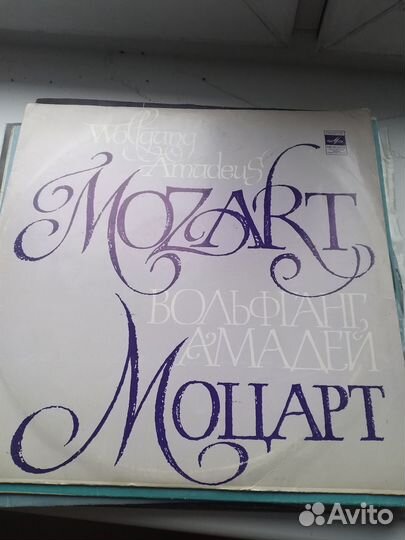 Wolfgang
Amadeus
MOZART
ВОЛЬФГАНГ
АМАДЕЙ
МОЦАРТ
Avito